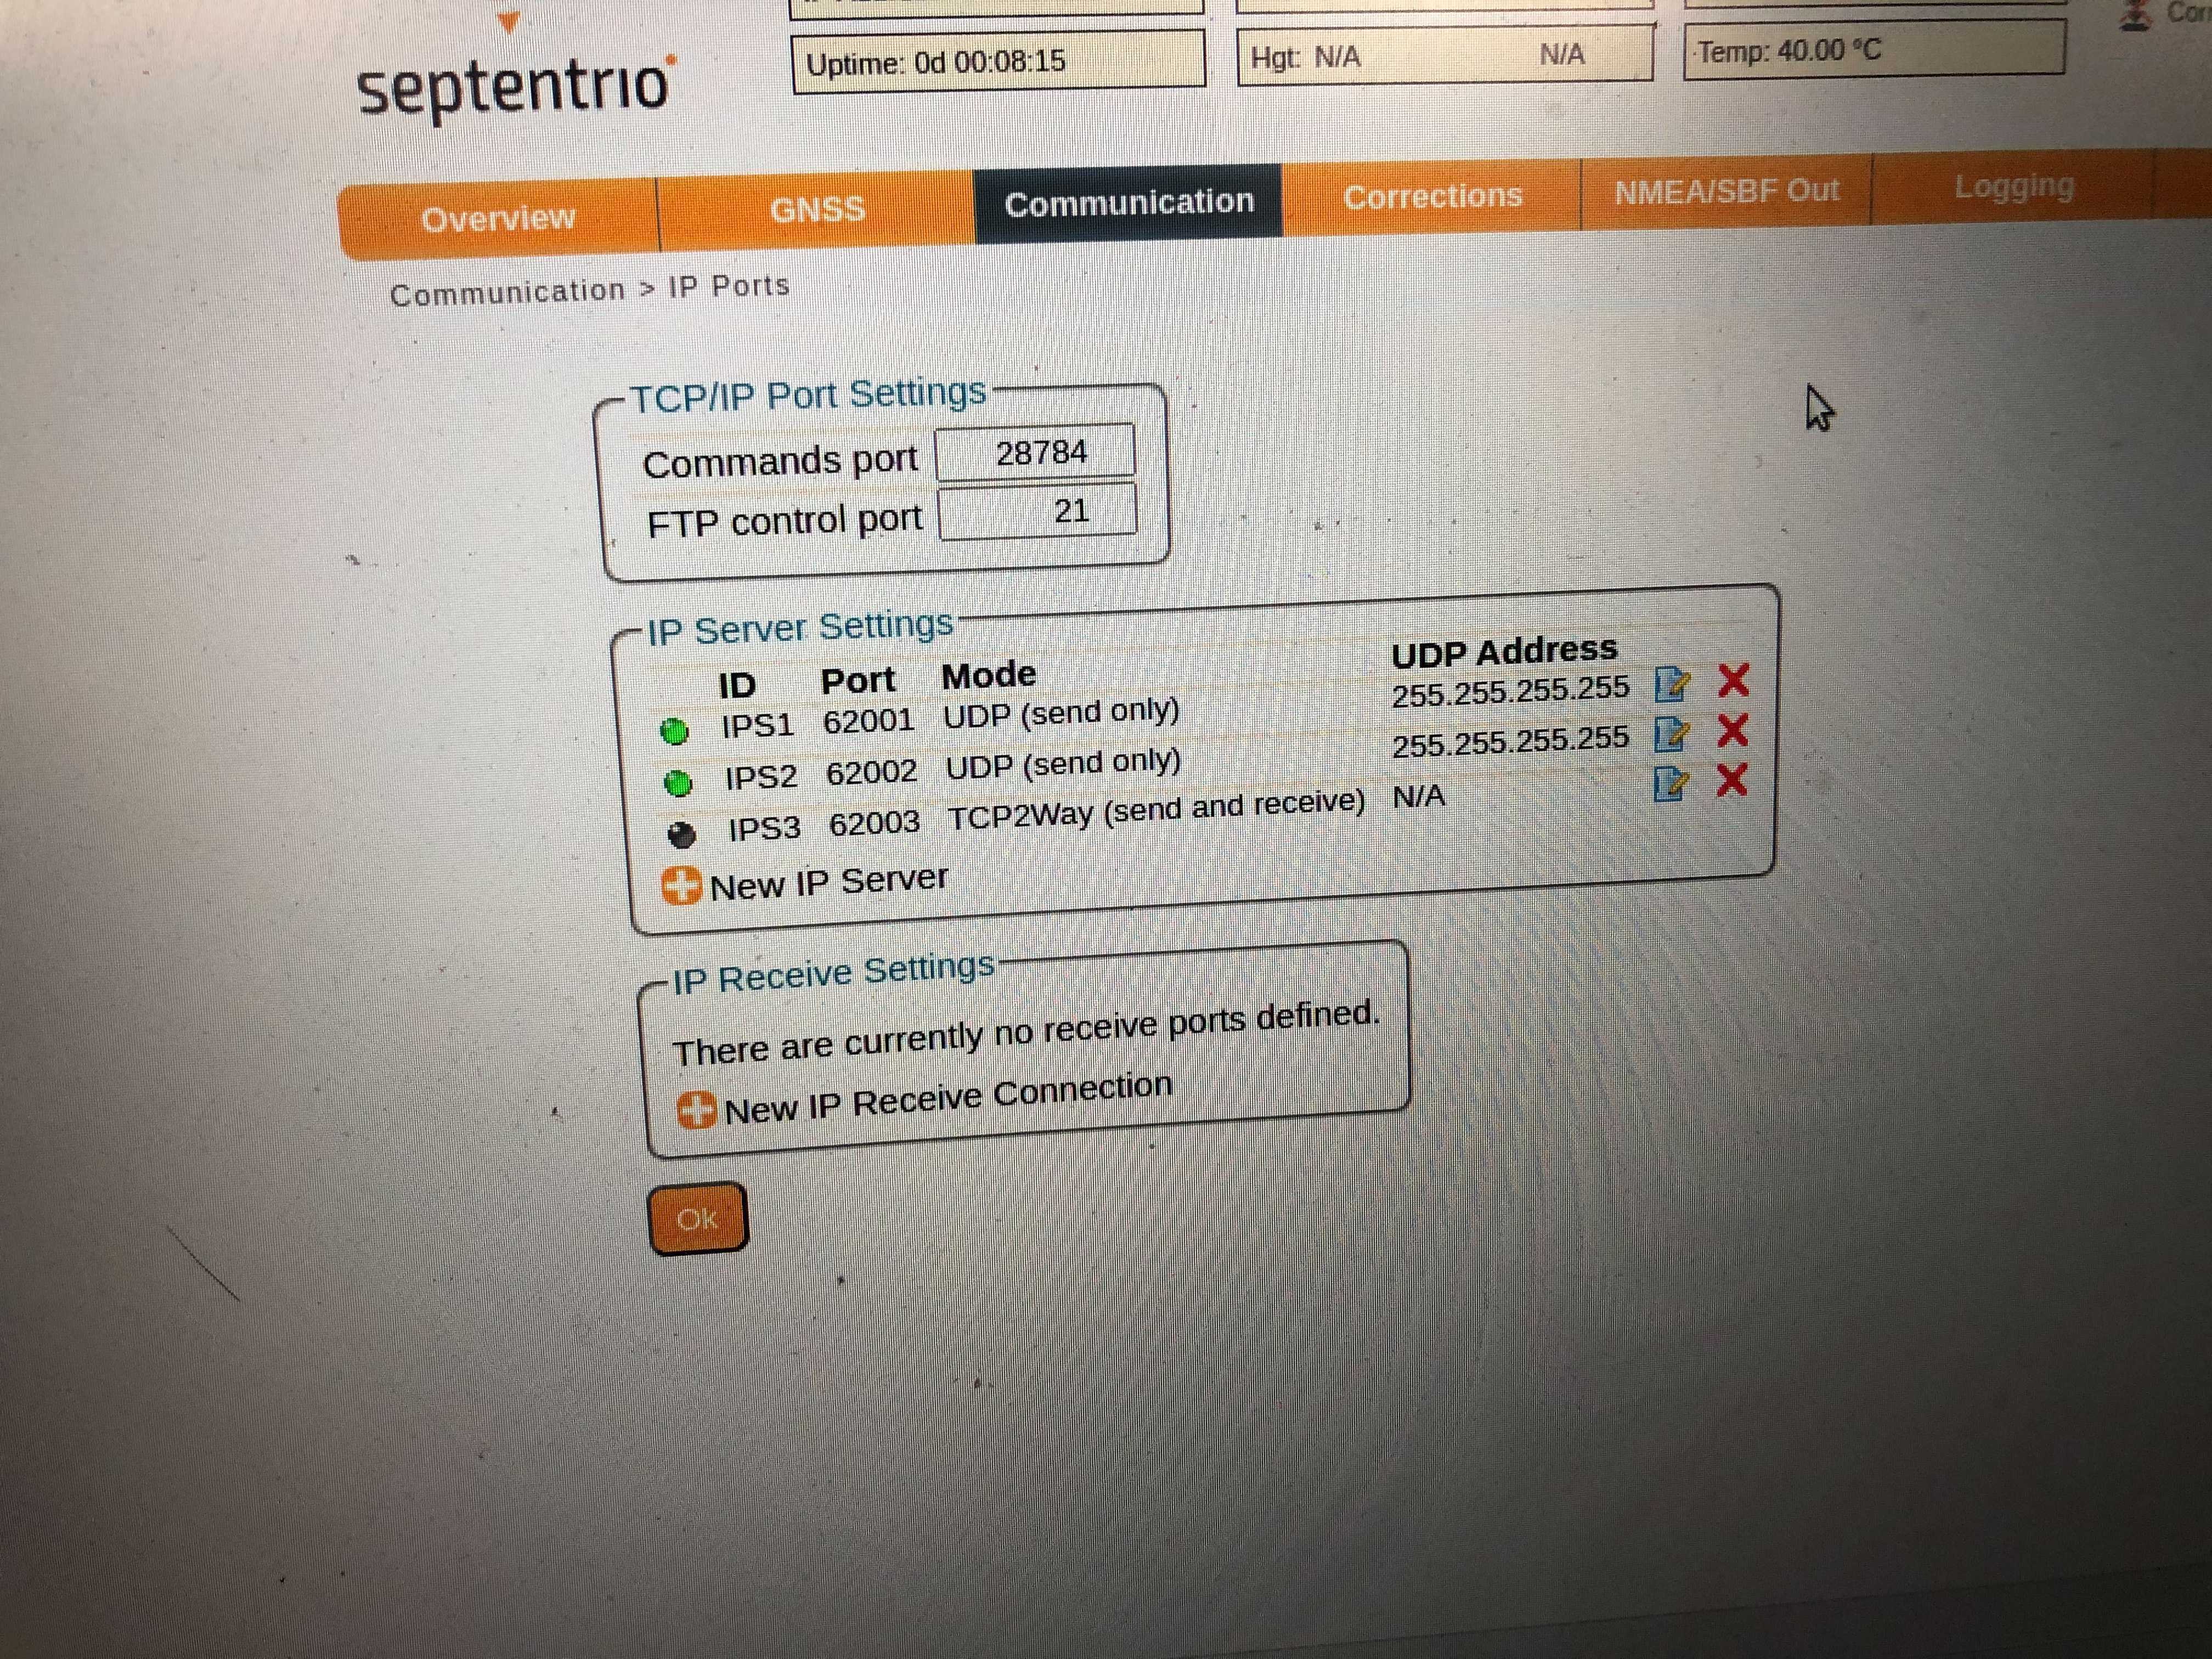 septentrio
Uptime: 0d 00:08:15
Hgt: N/A N/A
Temp: 40.00 °C
Overview GNSS Communication Corrections NMEA/SBF Out Logging
Communication > IP Ports
TCP/IP Port Settings
Commands port 28784
FTP control port 21
IP Server Settings
ID Port Mode UDP Address
IPS1 62001 UDP (send only) 255.255.255.255
IPS2 62002 UDP (send only) 255.255.255.255
IPS3 62003 TCP2Way (send and receive) N/A
New IP Server
IP Receive Settings
There are currently no receive ports defined.
New IP Receive Connection
Ok